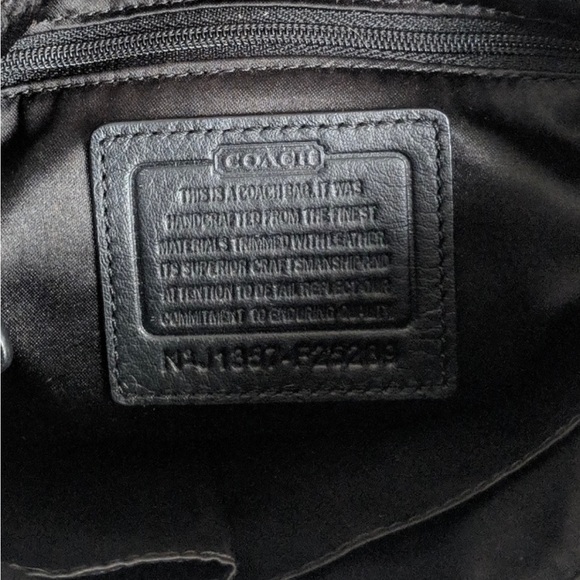 COACH
THIS IS A COACH BAG. IT WAS
HANDCRAFTED FROM THE FINEST
MATERIALS TRIMMED WITH LEATHER.
ITS SUPERIOR CRAFTSMANSHIP AND
ATTENTION TO DETAIL REFLECT OUR
COMMITMENT TO ENDURING QUALITY.